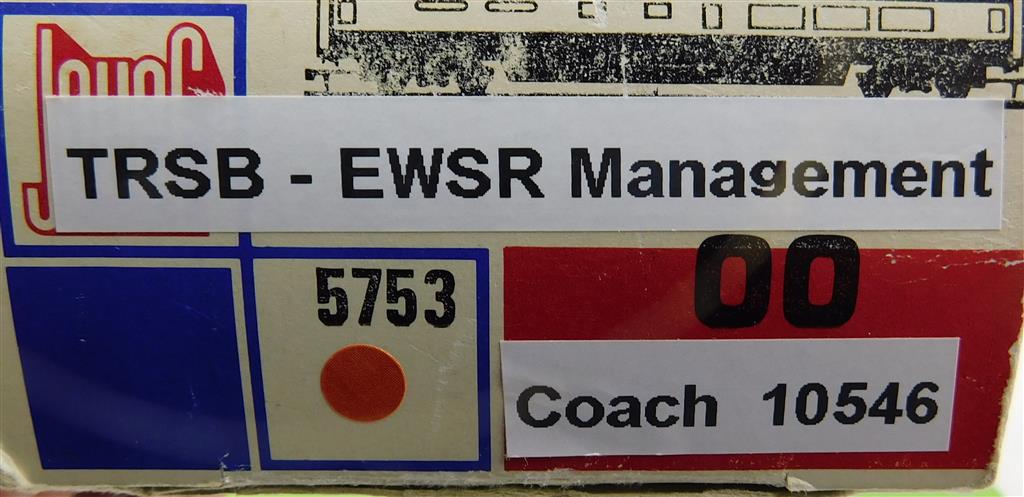 TRSB - EWSR Management
5753
00
Coach 10546